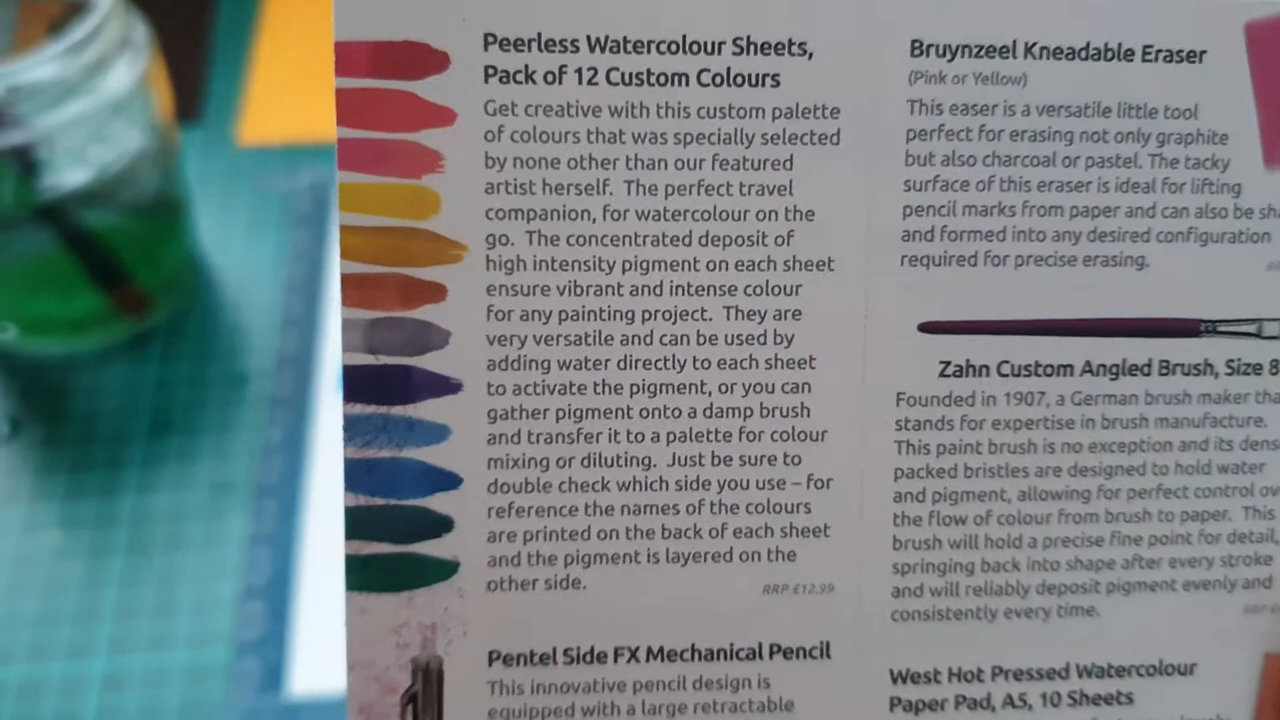 Peerless Watercolour Sheets,
Pack of 12 Custom Colours
Get creative with this custom palette
of colours that was specially selected
by none other than our featured
artist herself. The perfect travel
companion, for watercolour on the
go. The concentrated deposit of
high intensity pigment on each sheet
ensure vibrant and intense colour
for any painting project. They are
very versatile and can be used by
adding water directly to each sheet
to activate the pigment, or you can
gather pigment onto a damp brush
and transfer it to a palette for colour
mixing or diluting. Just be sure to
double check which side you use – for
reference the names of the colours
are printed on the back of each sheet
and the pigment is layered on the
other side.
RRP £12.99
Pentel Side FX Mechanical Pencil
This innovative pencil design is
equipped with a large retractable
Bruynzeel Kneadable Eraser
(Pink or Yellow)
This easer is a versatile little tool
perfect for erasing not only graphite
but also charcoal or pastel. The tacky
surface of this eraser is ideal for lifting
pencil marks from paper and can also be sh
and formed into any desired configuration
required for precise erasing.
Zahn Custom Angled Brush, Size 8
Founded in 1907, a German brush maker tha
stands for expertise in brush manufacture.
This paint brush is no exception and its dens
packed bristles are designed to hold water
and pigment, allowing for perfect control ov
the flow of colour from brush to paper. This
brush will hold a precise fine point for detail,
springing back into shape after every stroke
and will reliably deposit pigment evenly and
consistently every time.
West Hot Pressed Watercolour
Paper Pad, A5, 10 Sheets